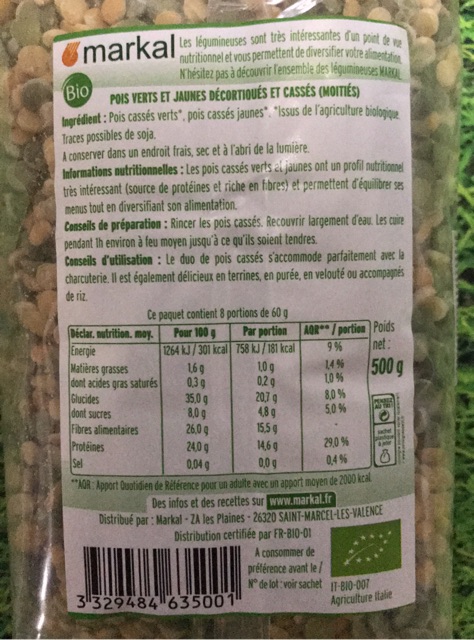 markal
Les légumineuses sont très intéressantes d'un point de vue
nutritionnel et vous permettent de diversifier votre alimentation.
N'hésitez pas à découvrir l'ensemble des légumineuses MARKAL
Bio
POIS VERTS ET JAUNES DÉCORTIQUÉS ET CASSÉS (MOITIÉS)
Ingrédient : Pois cassés verts*, pois cassés jaunes*. *Issus de l'agriculture biologique.
Traces possibles de soja.
A conserver dans un endroit frais, sec et à l'abri de la lumière.
Informations nutritionnelles : Les pois cassés verts et jaunes ont un profil nutritionnel
très intéressant (source de protéines et riche en fibres) et permettent d'équilibrer ses
menus tout en diversifiant son alimentation.
Conseils de préparation : Rincer les pois cassés. Recouvrir largement d'eau. Les cuire
pendant 1h environ à feu moyen jusqu'à ce qu'ils soient tendres.
Conseils d'utilisation : Le duo de pois cassés s'accommode parfaitement avec la
charcuterie. Il est également délicieux en terrines, en purée, en velouté ou accompagnés
de riz.
Ce paquet contient 8 portions de 60 g
Déclar. nutrition. moy. Pour 100 g Par portion AQR** / portion
Energie 1264 kJ / 301 kcal 758 kJ / 181 kcal 9 %
Matières grasses 1,6 g 1,0 g 1,4 %
dont acides gras saturés 0,3 g 0,2 g 1,0 %
Glucides 35,0 g 20,7 g 8,0 %
dont sucres 8,0 g 4,8 g 5,0 %
Fibres alimentaires 26,0 g 15,5 g -
Protéines 24,0 g 14,6 g 29,0 %
Sel 0,04 g 0,0 g 0,4 %
Poids
net :
500 g
PENSEZ
AU TRI !
sachet
plastique
à jeter
**AQR : Apport Quotidien de Référence pour un adulte avec un apport moyen de 2000 kcal
Des infos et des recettes sur www.markal.fr
Distribué par : Markal - ZA les Plaines - 26320 SAINT-MARCEL-LES-VALENCE
Distribution certifiée par FR-BIO-01
A consommer de
préférence avant le /
N° de lot : voir sachet
3 329484 635001
IT-BIO-007
Agriculture Italie